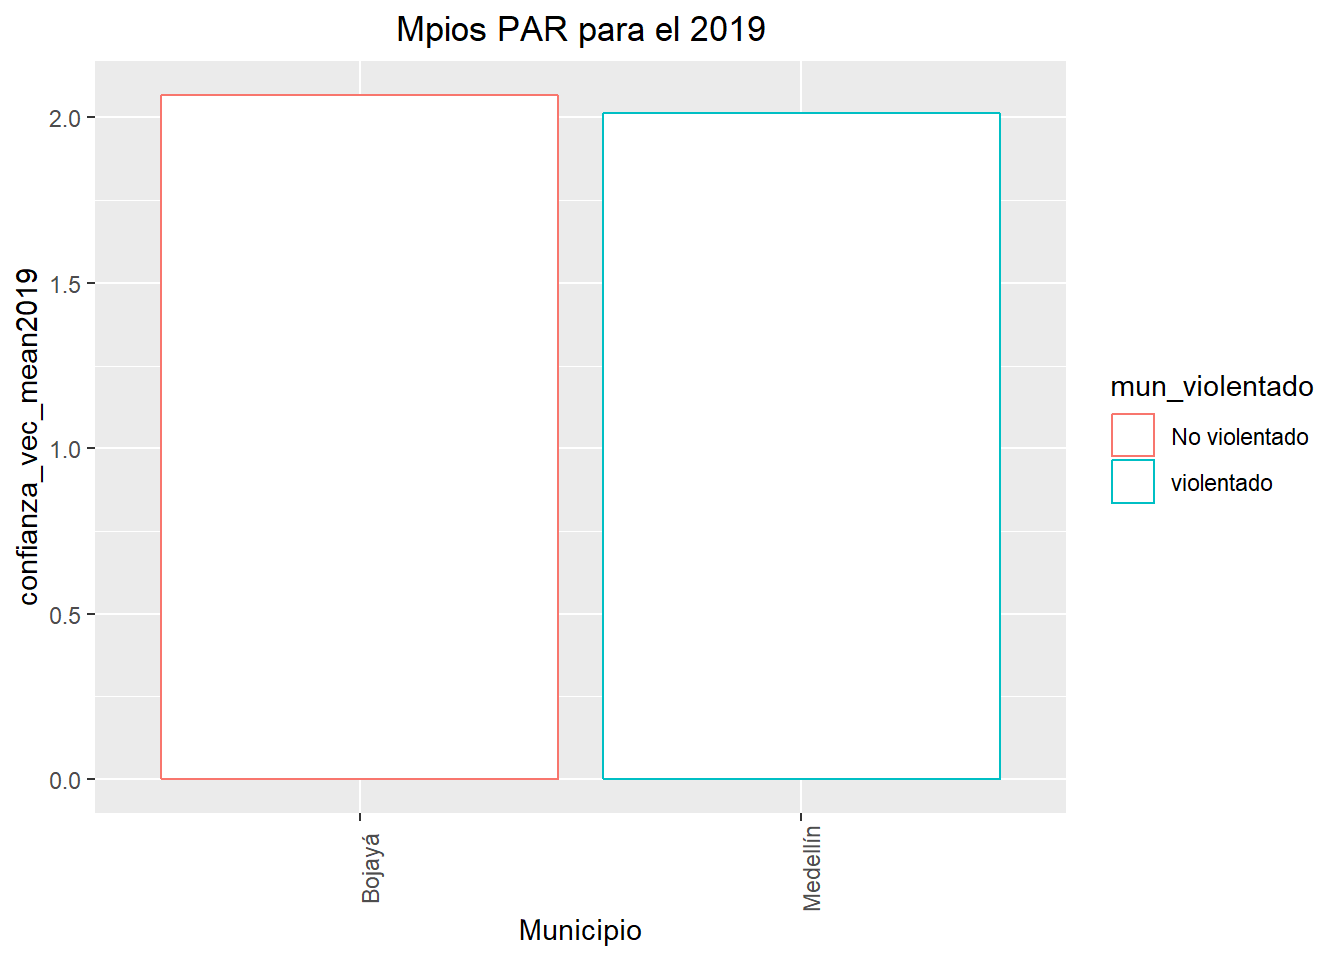 Mpios PAR para el 2019
confianza_vec_mean2019
2.0
1.5
1.0
0.5
0.0
Bojayá
Medellín
Municipio
mun_violentado
No violentado
violentado